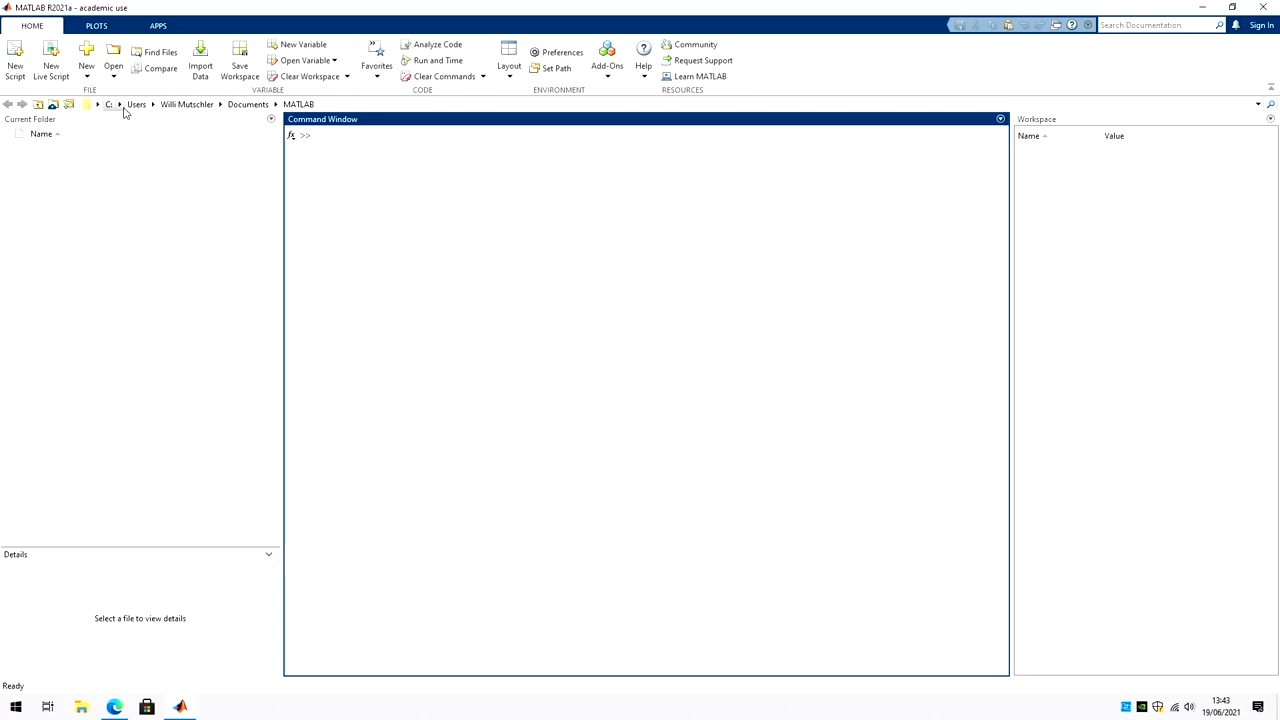 MATLAB R2021a - academic use
HOME PLOTS APPS
Search Documentation Sign In
New Script
New Live Script
New
Open
Find Files
Compare
Import Data
Save Workspace
New Variable
Open Variable
Clear Workspace
Favorites
Analyze Code
Run and Time
Clear Commands
Layout
Preferences
Set Path
Add-Ons
Help
Community
Request Support
Learn MATLAB
FILE VARIABLE CODE ENVIRONMENT RESOURCES
C: Users Willi Mutschler Documents MATLAB
Current Folder
Name
Command Window
fx >>
Workspace
Name Value
Details
Select a file to view details
Ready
13:43
19/06/2021